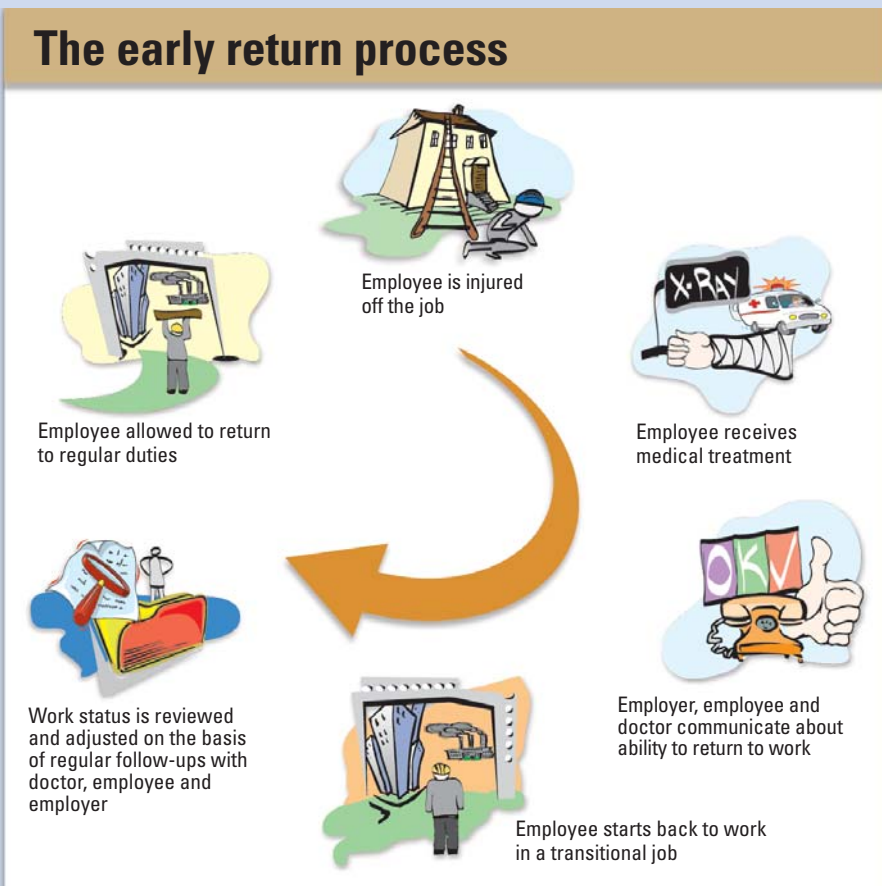 The early return process
Employee is injured
off the job
X-RAY
Employee receives
medical treatment
OK√
Employer, employee and
doctor communicate about
ability to return to work
Employee starts back to work
in a transitional job
Work status is reviewed
and adjusted on the basis
of regular follow-ups with
doctor, employee and
employer
Employee allowed to return
to regular duties